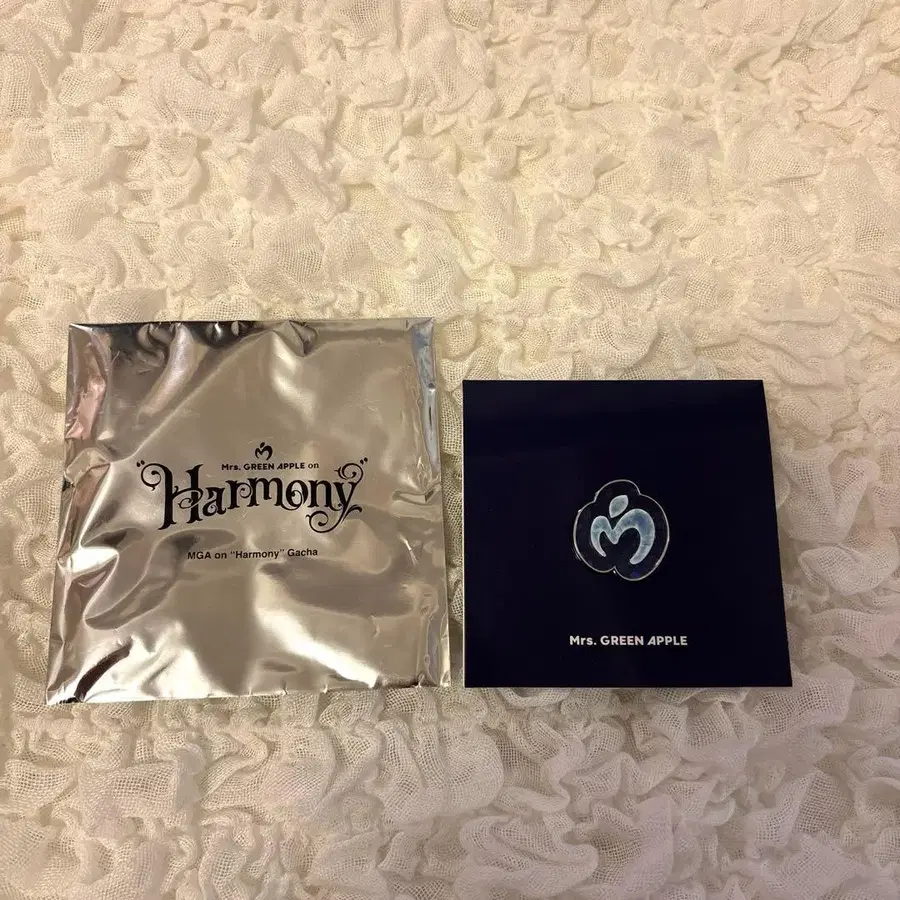 Mrs. GREEN APPLE on
"Harmony"
MGA on "Harmony" Gacha
Mrs. GREEN APPLE